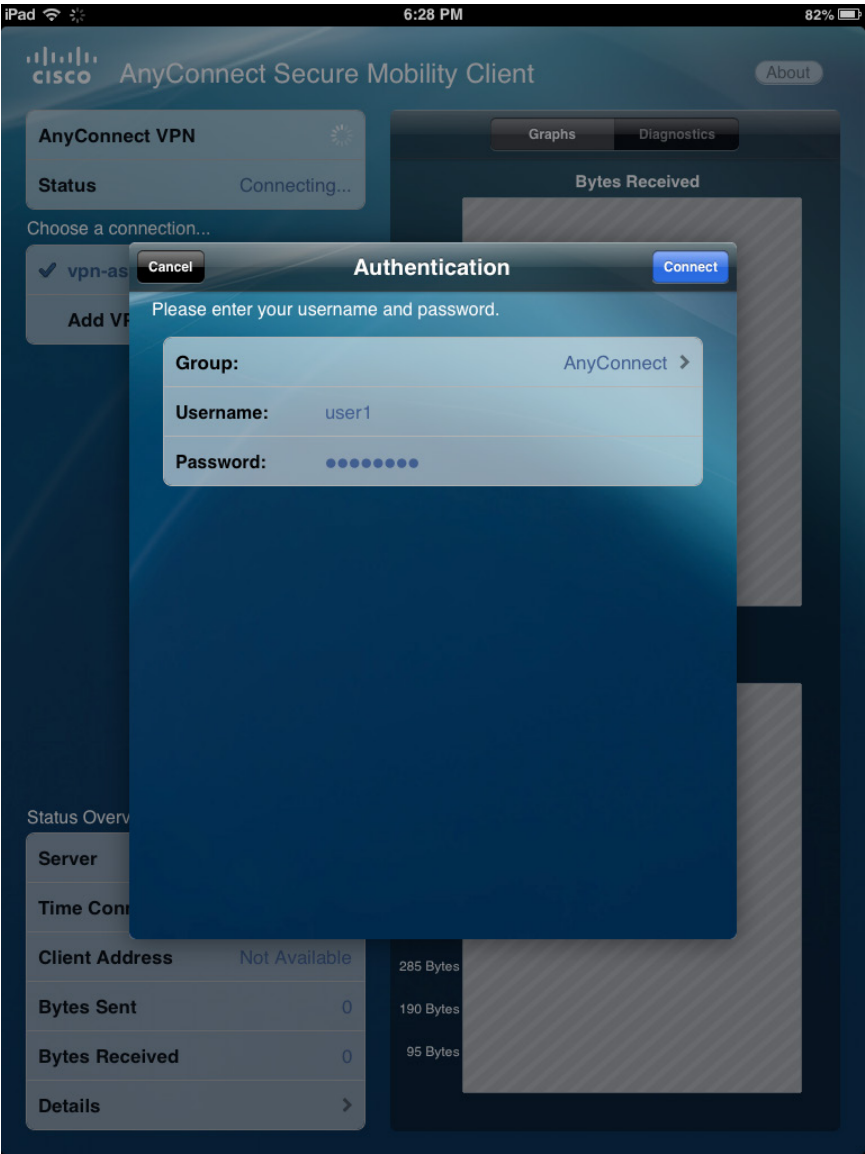 iPad 6:28 PM 82%
CISCO AnyConnect Secure Mobility Client About
AnyConnect VPN
Status Connecting...
Choose a connection...
vpn-as
Add VP
Graphs Diagnostics
Bytes Received
Cancel Authentication Connect
Please enter your username and password.
Group: AnyConnect
Username: user1
Password: ●●●●●●●●
Status Overv
Server
Time Conn
Client Address Not Available
Bytes Sent 0
Bytes Received 0
Details
285 Bytes
190 Bytes
95 Bytes